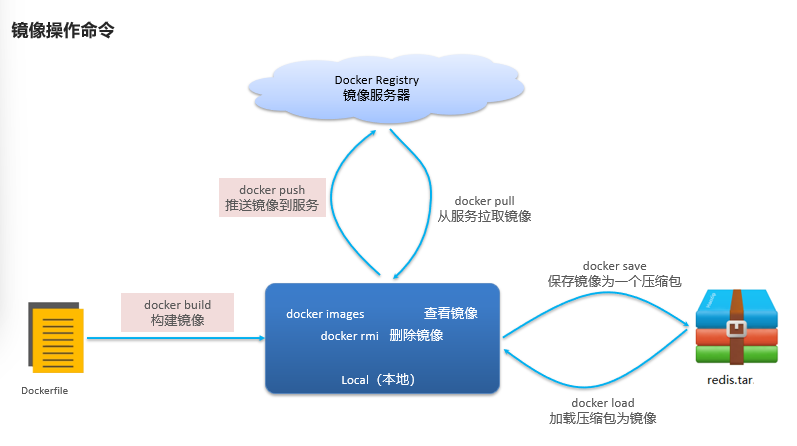 镜像操作命令
Docker Registry
镜像服务器
docker push
推送镜像到服务
docker pull
从服务拉取镜像
docker save
保存镜像为一个压缩包
docker build
构建镜像
docker images 查看镜像
docker rmi 删除镜像
Local（本地）
Dockerfile
redis.tar
docker load
加载压缩包为镜像